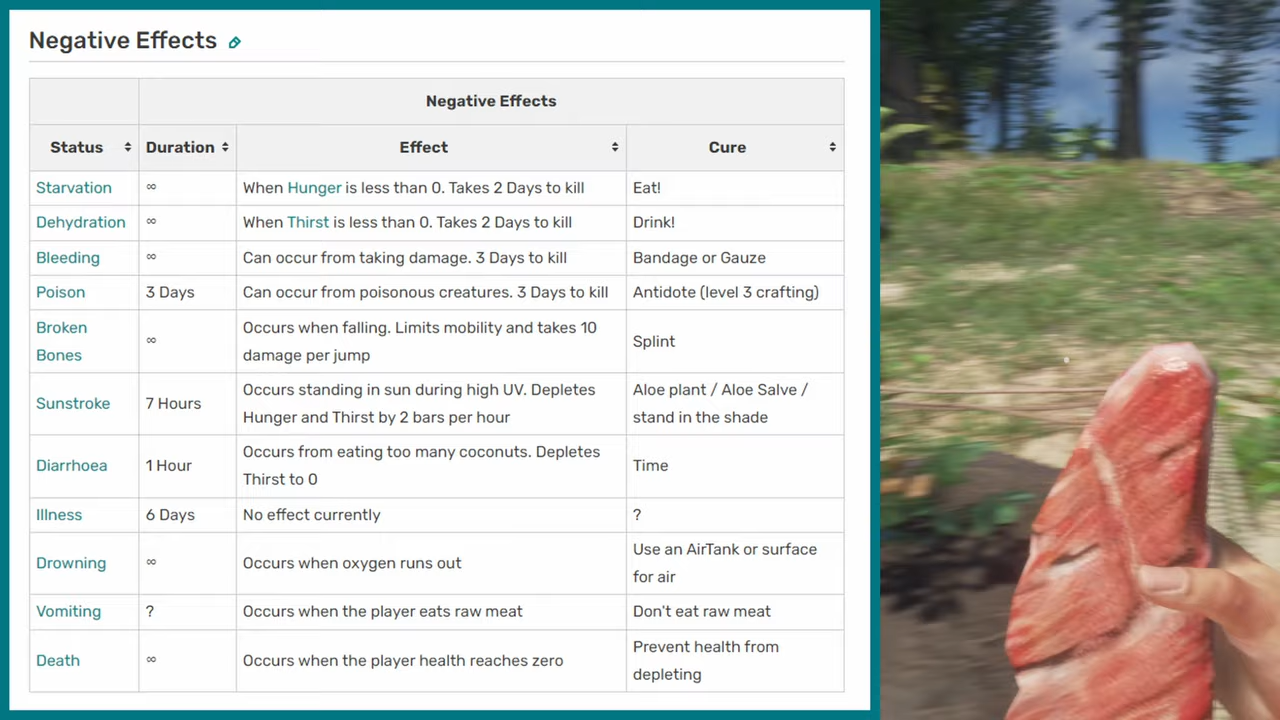 Negative Effects
Negative Effects
Status Duration Effect Cure
Starvation ∞ When Hunger is less than 0. Takes 2 Days to kill Eat!
Dehydration ∞ When Thirst is less than 0. Takes 2 Days to kill Drink!
Bleeding ∞ Can occur from taking damage. 3 Days to kill Bandage or Gauze
Poison 3 Days Can occur from poisonous creatures. 3 Days to kill Antidote (level 3 crafting)
Broken
Bones
∞
Occurs when falling. Limits mobility and takes 10
damage per jump
Splint
Sunstroke
7 Hours
Occurs standing in sun during high UV. Depletes
Hunger and Thirst by 2 bars per hour
Aloe plant / Aloe Salve /
stand in the shade
Diarrhoea
1 Hour
Occurs from eating too many coconuts. Depletes
Thirst to 0
Time
Illness 6 Days No effect currently ?
Drowning
∞
Occurs when oxygen runs out
Use an AirTank or surface
for air
Vomiting ? Occurs when the player eats raw meat Don't eat raw meat
Death
∞
Occurs when the player health reaches zero
Prevent health from
depleting